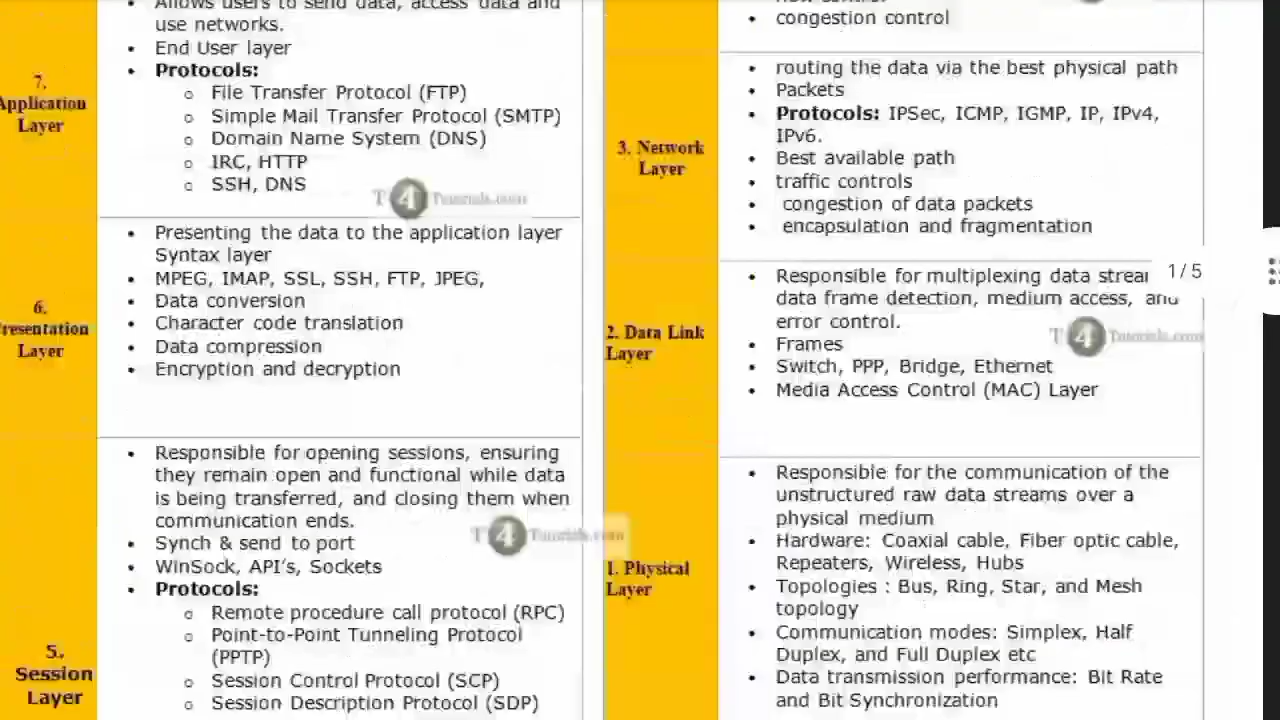 Allows users to send data, access data and
use networks.
• End User layer
• Protocols:
o File Transfer Protocol (FTP)
o Simple Mail Transfer Protocol (SMTP)
o Domain Name System (DNS)
o IRC, HTTP
o SSH, DNS
7.
Application
Layer
T4Tutorials.com
• Presenting the data to the application layer
Syntax layer
• MPEG, IMAP, SSL, SSH, FTP, JPEG,
• Data conversion
• Character code translation
• Data compression
• Encryption and decryption
6.
resentation
Layer
• Responsible for opening sessions, ensuring
they remain open and functional while data
is being transferred, and closing them when
communication ends.
• Synch & send to port
• WinSock, API's, Sockets
• Protocols:
o Remote procedure call protocol (RPC)
o Point-to-Point Tunneling Protocol
(PPTP)
o Session Control Protocol (SCP)
o Session Description Protocol (SDP)
5.
Session
Layer
T4Tutorials.com
• congestion control
• routing the data via the best physical path
• Packets
• Protocols: IPSec, ICMP, IGMP, IP, IPv4,
IPv6.
• Best available path
• traffic controls
• congestion of data packets
• encapsulation and fragmentation
3. Network
Layer
• Responsible for multiplexing data strear
data frame detection, medium access, and
error control.
• Frames
• Switch, PPP, Bridge, Ethernet
• Media Access Control (MAC) Layer
2. Data Link
Layer
1/5
T4Tutorials.com
• Responsible for the communication of the
unstructured raw data streams over a
physical medium
• Hardware: Coaxial cable, Fiber optic cable,
Repeaters, Wireless, Hubs
• Topologies : Bus, Ring, Star, and Mesh
topology
• Communication modes: Simplex, Half
Duplex, and Full Duplex etc
• Data transmission performance: Bit Rate
and Bit Synchronization
1. Physical
Layer